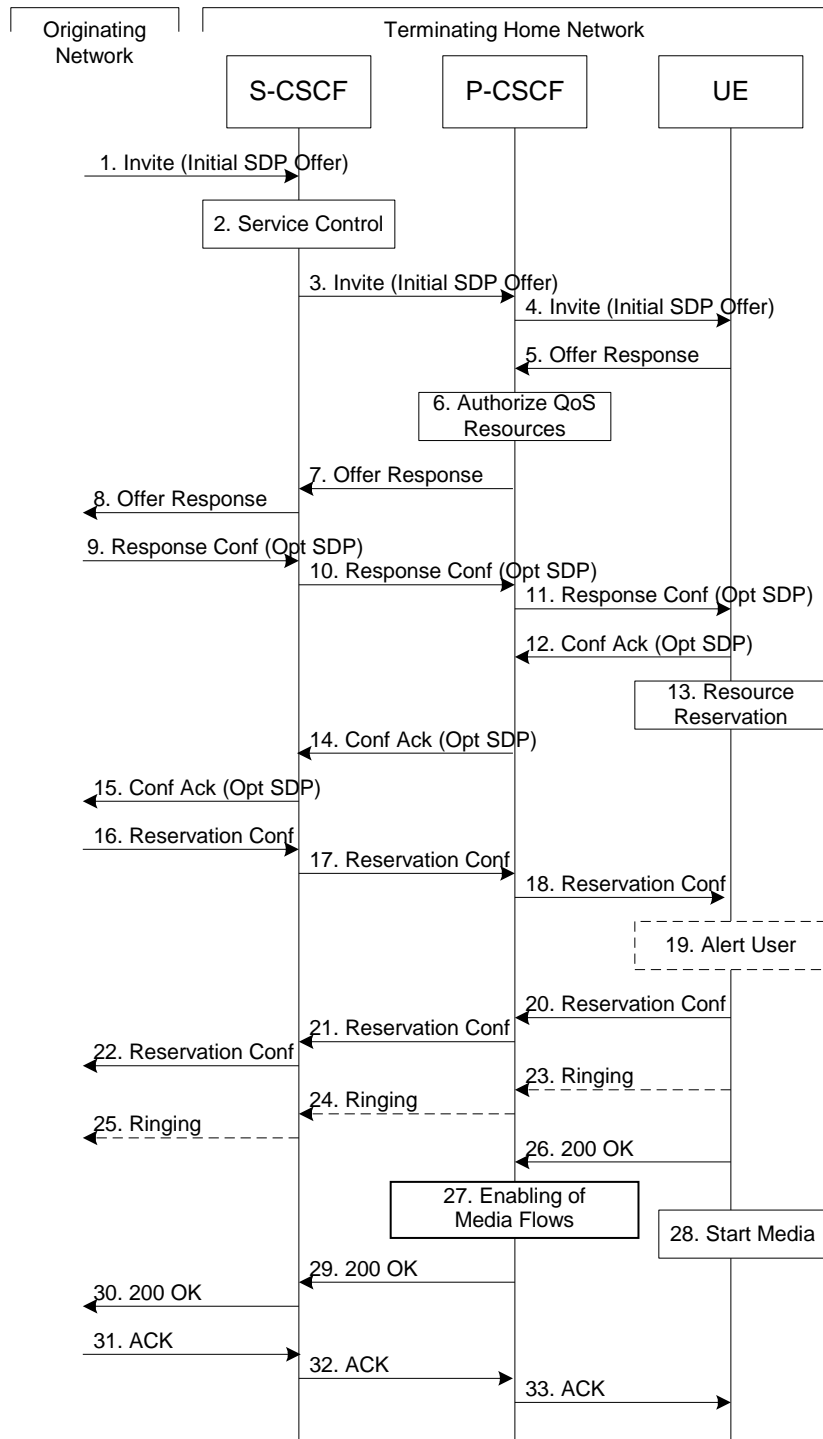 Originating
Network
Terminating Home Network
S-CSCF
P-CSCF
UE
1. Invite (Initial SDP Offer)
2. Service Control
3. Invite (Initial SDP Offer)
4. Invite (Initial SDP Offer)
5. Offer Response
6. Authorize QoS
Resources
7. Offer Response
8. Offer Response
9. Response Conf (Opt SDP)
10. Response Conf (Opt SDP)
11. Response Conf (Opt SDP)
12. Conf Ack (Opt SDP)
13. Resource
Reservation
14. Conf Ack (Opt SDP)
15. Conf Ack (Opt SDP)
16. Reservation Conf
17. Reservation Conf
18. Reservation Conf
19. Alert User
20. Reservation Conf
21. Reservation Conf
22. Reservation Conf
23. Ringing
24. Ringing
25. Ringing
26. 200 OK
27. Enabling of
Media Flows
28. Start Media
29. 200 OK
30. 200 OK
31. ACK
32. ACK
33. ACK